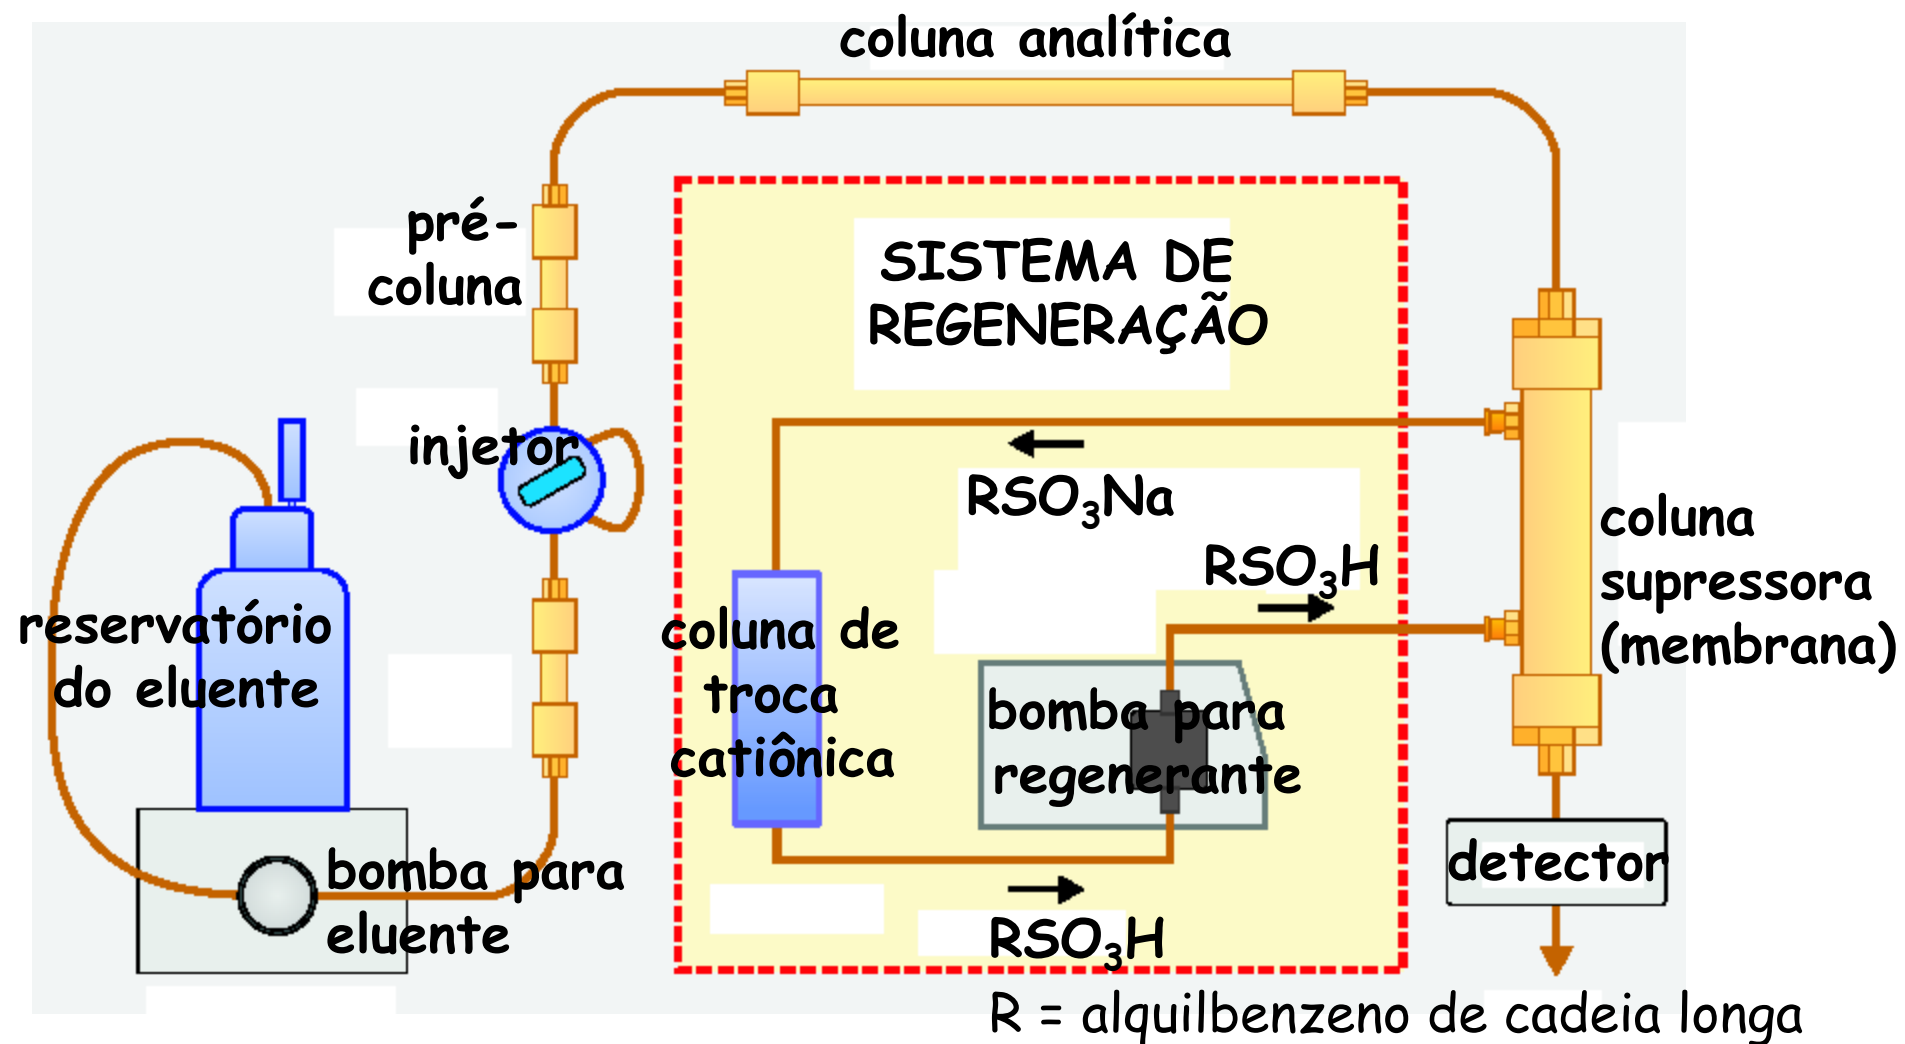 coluna analítica
pré-
coluna
SISTEMA DE
REGENERAÇÃO
injetor
RSO₃Na
RSO₃H
coluna
supressora
(membrana)
reservatório
do eluente
coluna de
troca
catiônica
bomba para
regenerante
bomba para
eluente
detector
RSO₃H
R = alquilbenzeno de cadeia longa